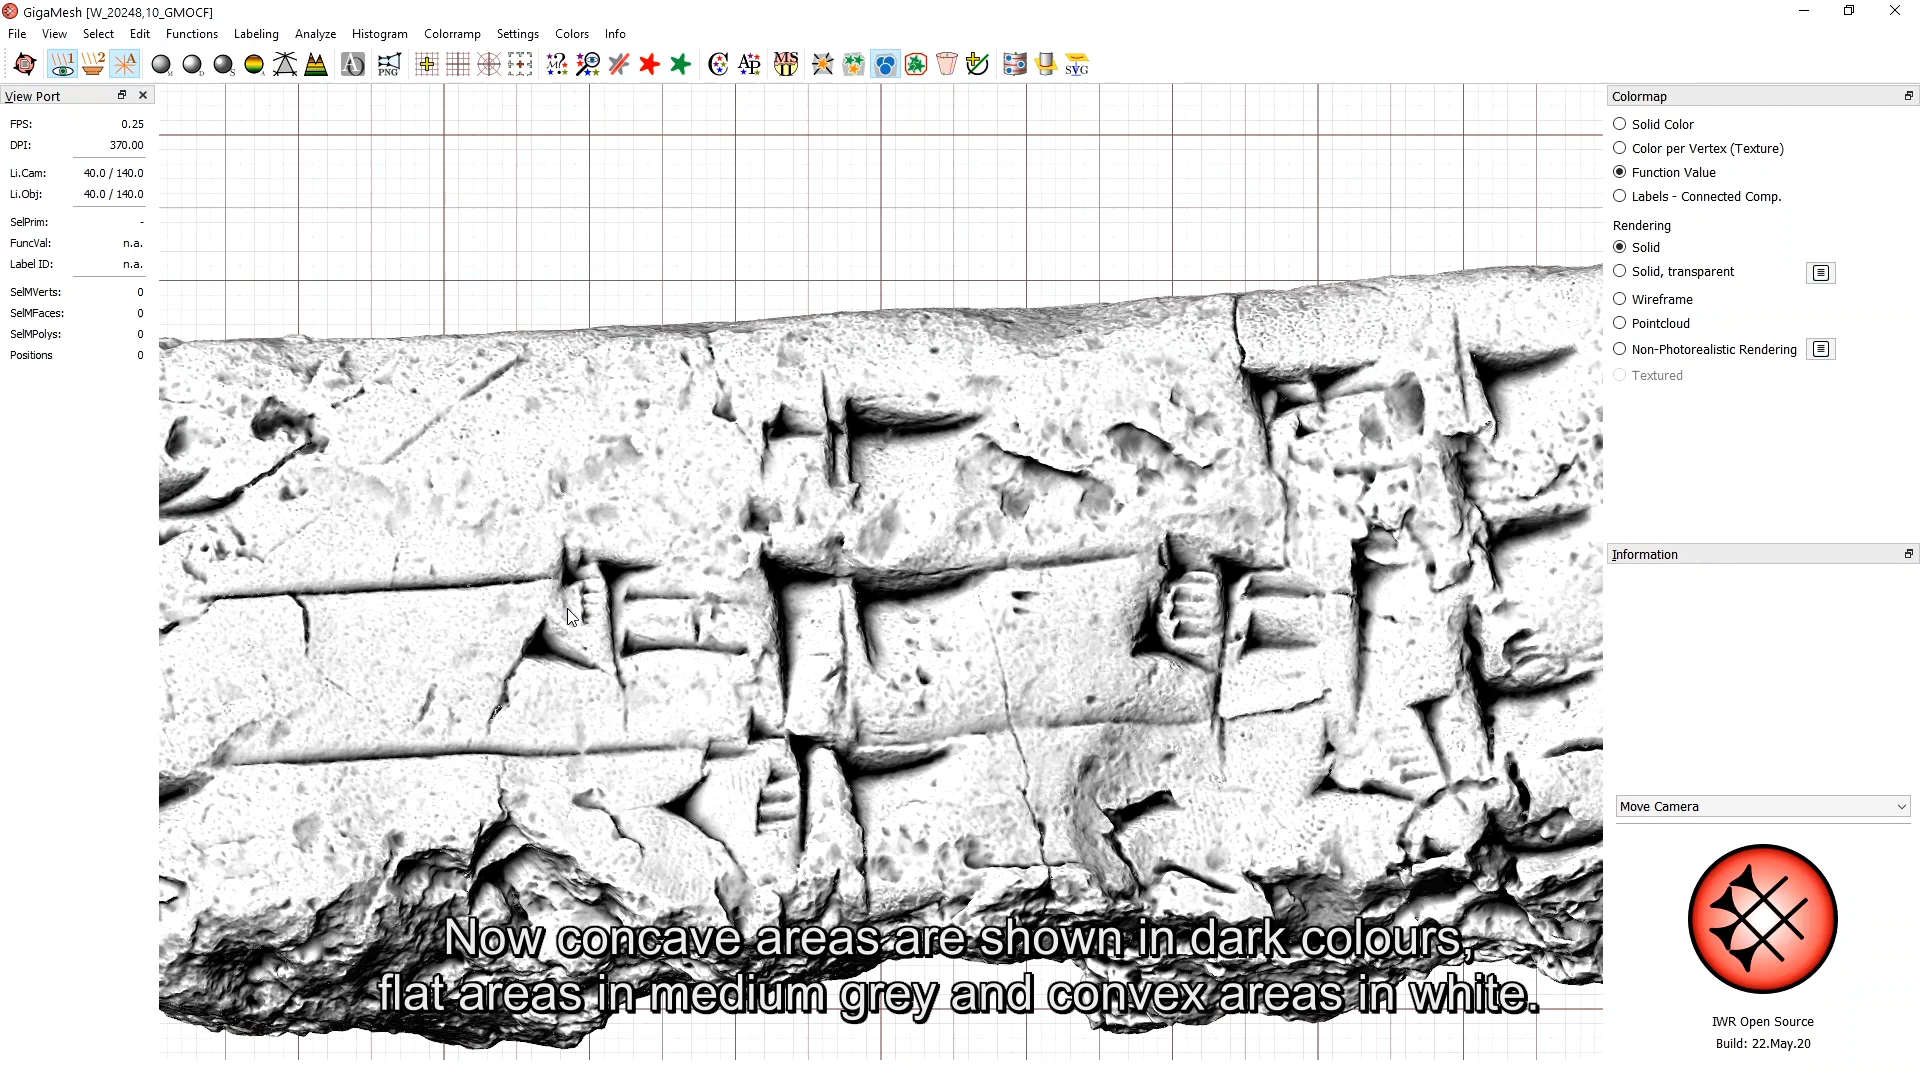 GigaMesh [W_20248,10_GMOCF]
File View Select Edit Functions Labeling Analyze Histogram Colorramp Settings Colors Info
View Port
FPS: 0.25
DPI: 370.00
Li.Cam: 40.0 / 140.0
Li.Obj: 40.0 / 140.0
SelPrim: -
FuncVal: n.a.
Label ID: n.a.
SelMVerts: 0
SelMFaces: 0
SelMPolys: 0
Positions 0
Colormap
Solid Color
Color per Vertex (Texture)
Function Value
Labels - Connected Comp.
Rendering
Solid
Solid, transparent
Wireframe
Pointcloud
Non-Photorealistic Rendering
Textured
Information
Move Camera
IWR Open Source
Build: 22.May.20
Now concave areas are shown in dark colours,
flat areas in medium grey and convex areas in white.